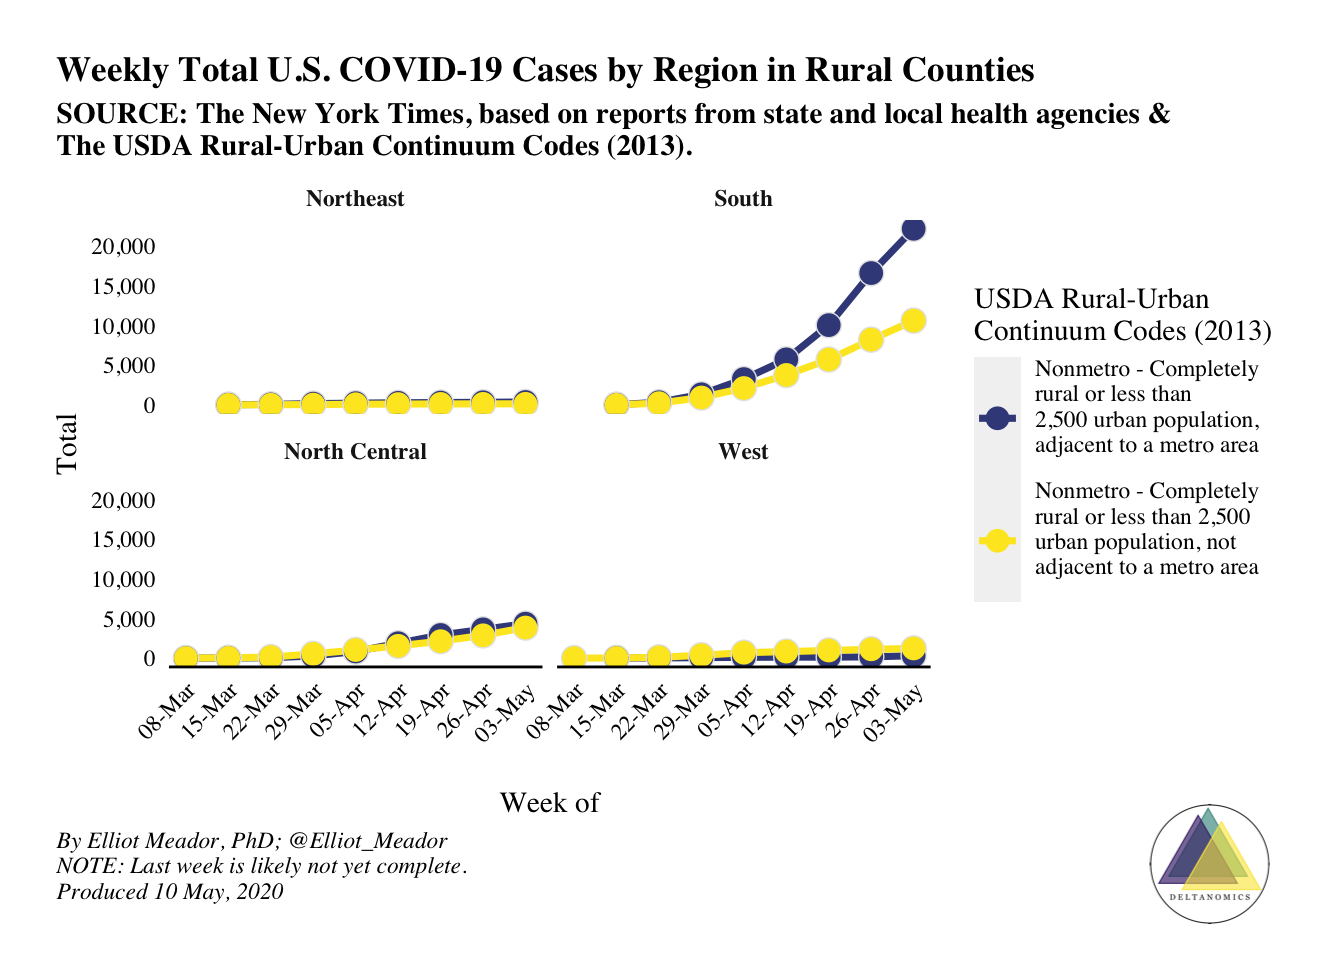 Weekly Total U.S. COVID-19 Cases by Region in Rural Counties
SOURCE: The New York Times, based on reports from state and local health agencies &
The USDA Rural-Urban Continuum Codes (2013).
Northeast
South
20,000
15,000
10,000
5,000
0
Total
North Central
West
20,000
15,000
10,000
5,000
0
08-Mar
15-Mar
22-Mar
29-Mar
05-Apr
12-Apr
19-Apr
26-Apr
03-May
08-Mar
15-Mar
22-Mar
29-Mar
05-Apr
12-Apr
19-Apr
26-Apr
03-May
Week of
USDA Rural-Urban
Continuum Codes (2013)
Nonmetro - Completely
rural or less than
2,500 urban population,
adjacent to a metro area
Nonmetro - Completely
rural or less than 2,500
urban population, not
adjacent to a metro area
By Elliot Meador, PhD; @Elliot_Meador
NOTE: Last week is likely not yet complete.
Produced 10 May, 2020
DELTANOMICS